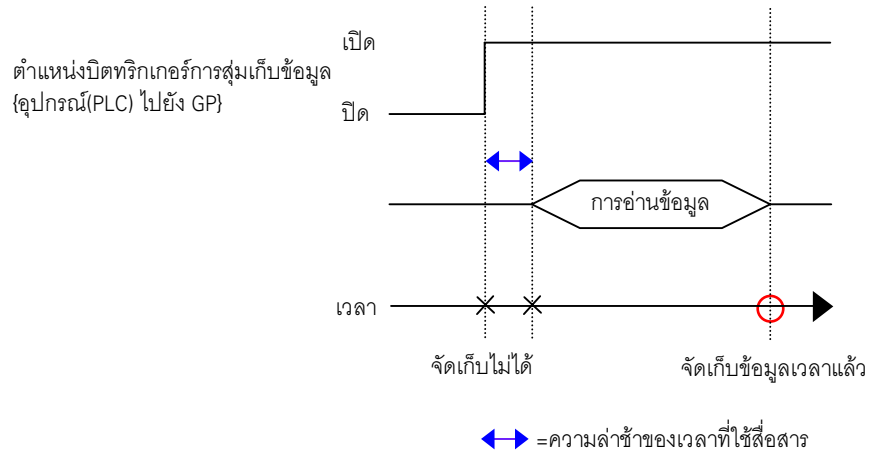 เปิด
ตำแหน่งบิตทริกเกอร์การสุ่มเก็บข้อมูล
{อุปกรณ์(PLC) ไปยัง GP}
ปิด
การอ่านข้อมูล
เวลา
จัดเก็บไม่ได้
จัดเก็บข้อมูลเวลาแล้ว
=ความล่าช้าของเวลาที่ใช้สื่อสาร